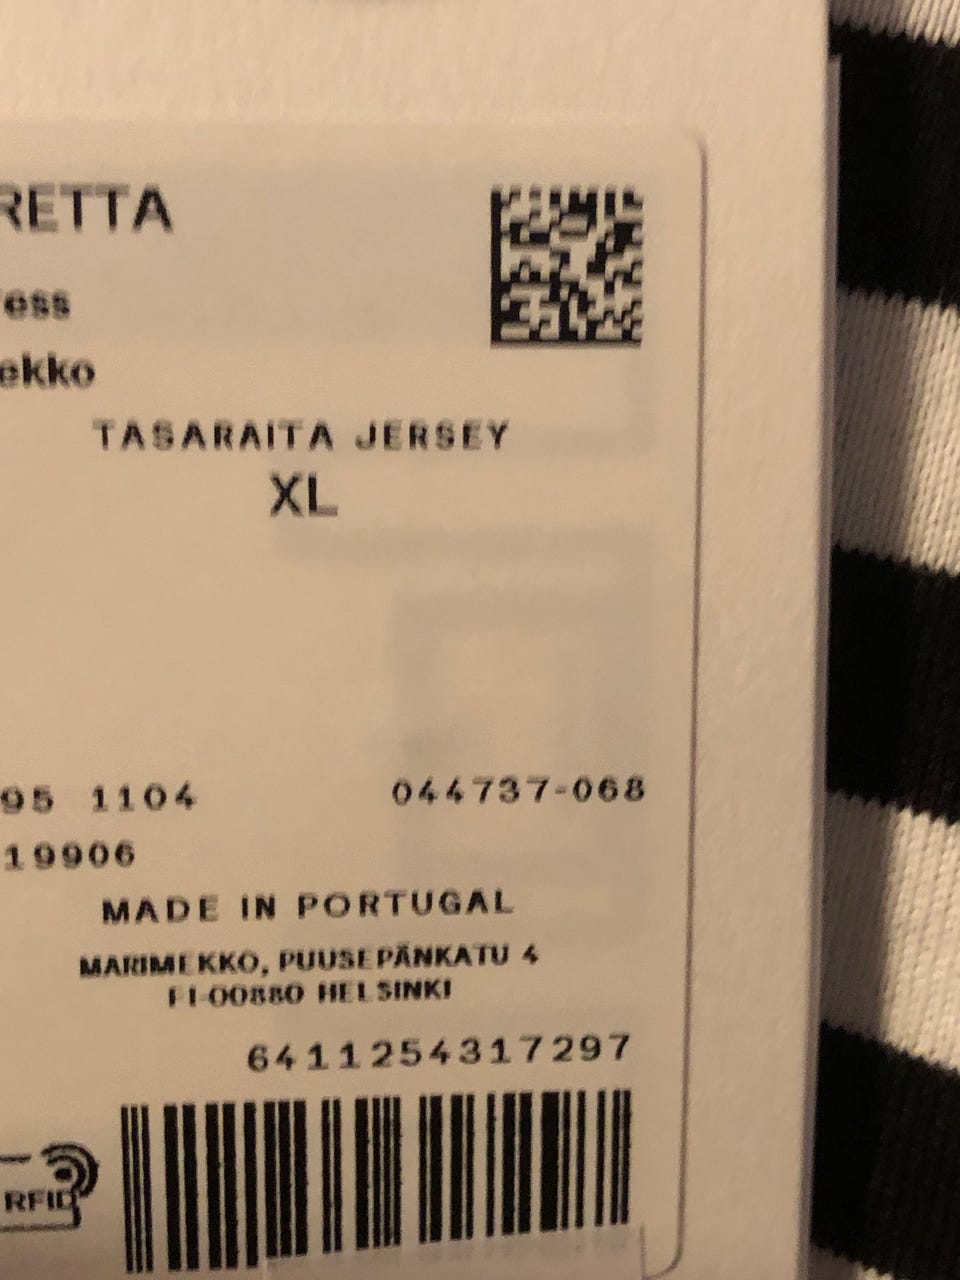 RETTA
ress
ekko
TASARAITA JERSEY
XL
95 1104 044737-068
19906
MADE IN PORTUGAL
MARIMEKKO, PUUSEPÄNKATU 4
FI-00880 HELSINKI
6411254317297
RFID